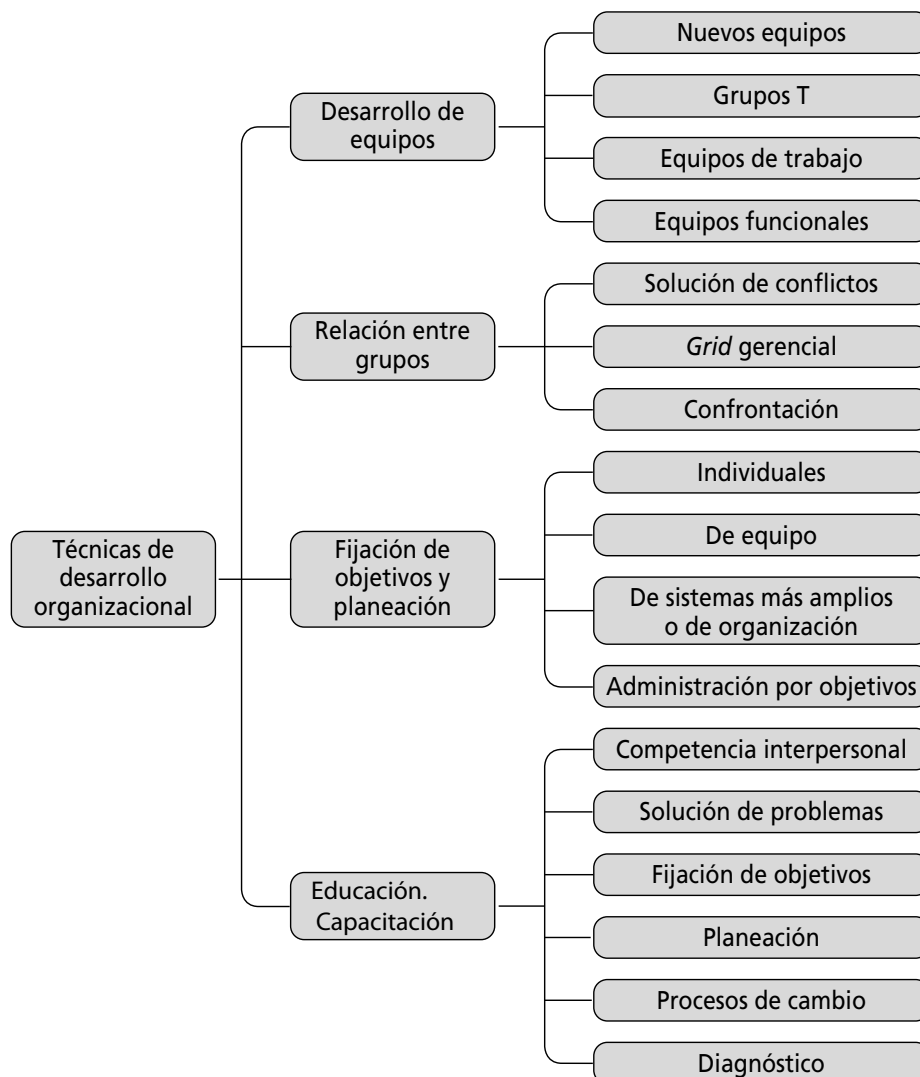 Técnicas de
desarrollo
organizacional
Desarrollo de
equipos
Nuevos equipos
Grupos T
Equipos de trabajo
Equipos funcionales
Relación entre
grupos
Solución de conflictos
Grid gerencial
Confrontación
Fijación de
objetivos y
planeación
Individuales
De equipo
De sistemas más amplios
o de organización
Administración por objetivos
Educación.
Capacitación
Competencia interpersonal
Solución de problemas
Fijación de objetivos
Planeación
Procesos de cambio
Diagnóstico